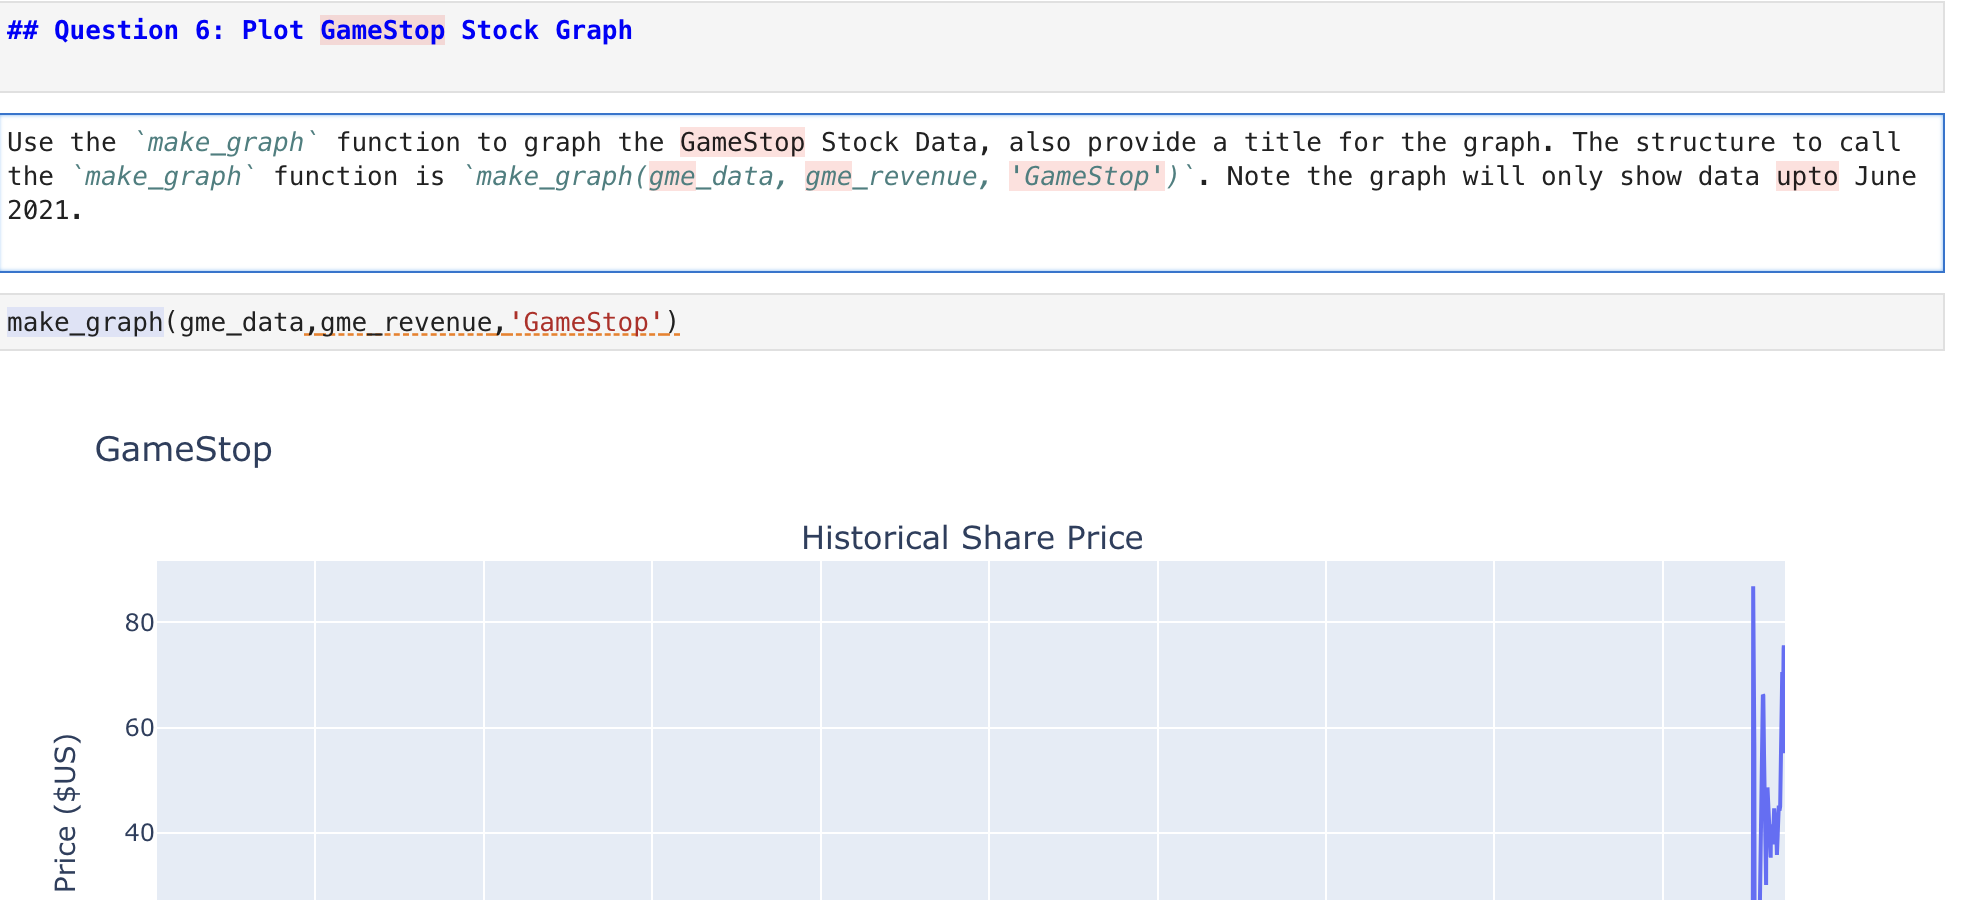 ## Question 6: Plot GameStop Stock Graph
Use the `make_graph` function to graph the GameStop Stock Data, also provide a title for the graph. The structure to call
the `make_graph` function is `make_graph(gme_data, gme_revenue, 'GameStop')`. Note the graph will only show data upto June
2021.
make_graph(gme_data,gme_revenue,'GameStop')
GameStop
Historical Share Price
80
60
40
Price ($US)